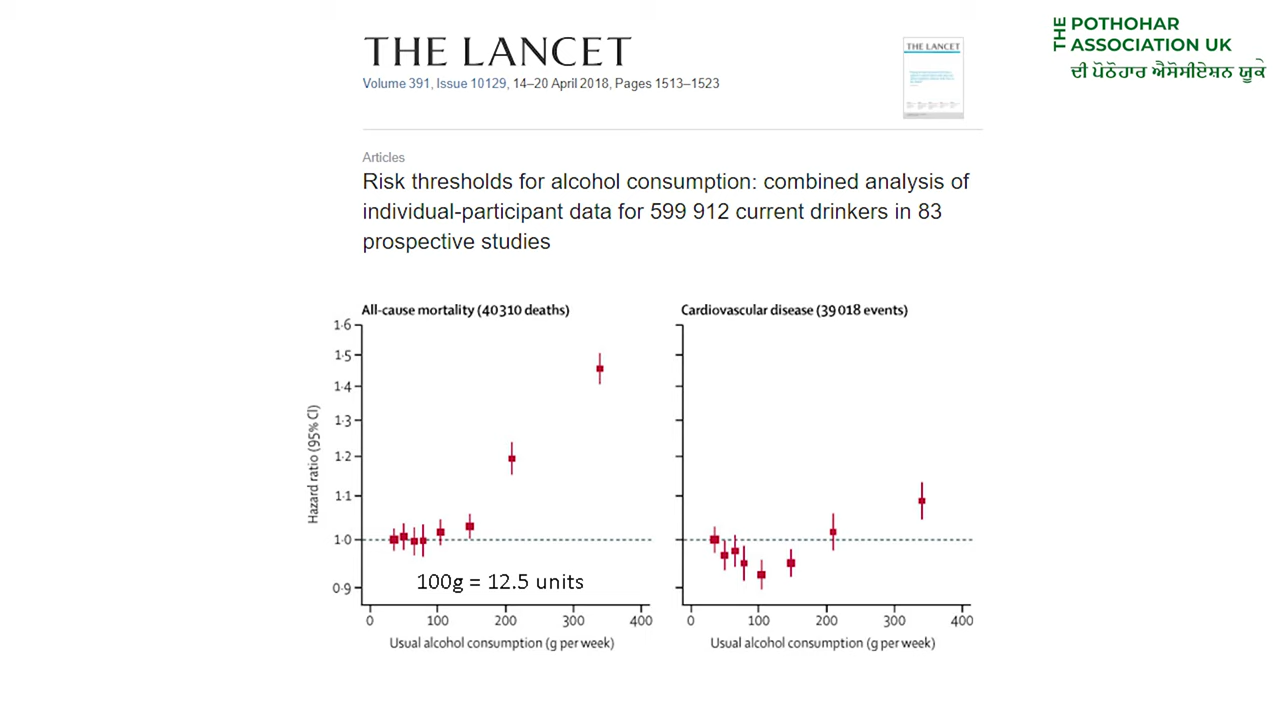 THE LANCET
Volume 391, Issue 10129, 14–20 April 2018, Pages 1513–1523
THE LANCET
THE POTHOHAR
ASSOCIATION UK
ਦੀ ਪੋਠੋਹਾਰ ਐਸੋਸੀਏਸ਼ਨ ਯੂਕੇ
Articles
Risk thresholds for alcohol consumption: combined analysis of
individual-participant data for 599 912 current drinkers in 83
prospective studies
All-cause mortality (40 310 deaths)
Hazard ratio (95% CI)
1·6
1·5
1·4
1·3
1·2
1·1
1·0
0·9
100g = 12.5 units
0 100 200 300 400
Usual alcohol consumption (g per week)
Cardiovascular disease (39 018 events)
0 100 200 300 400
Usual alcohol consumption (g per week)